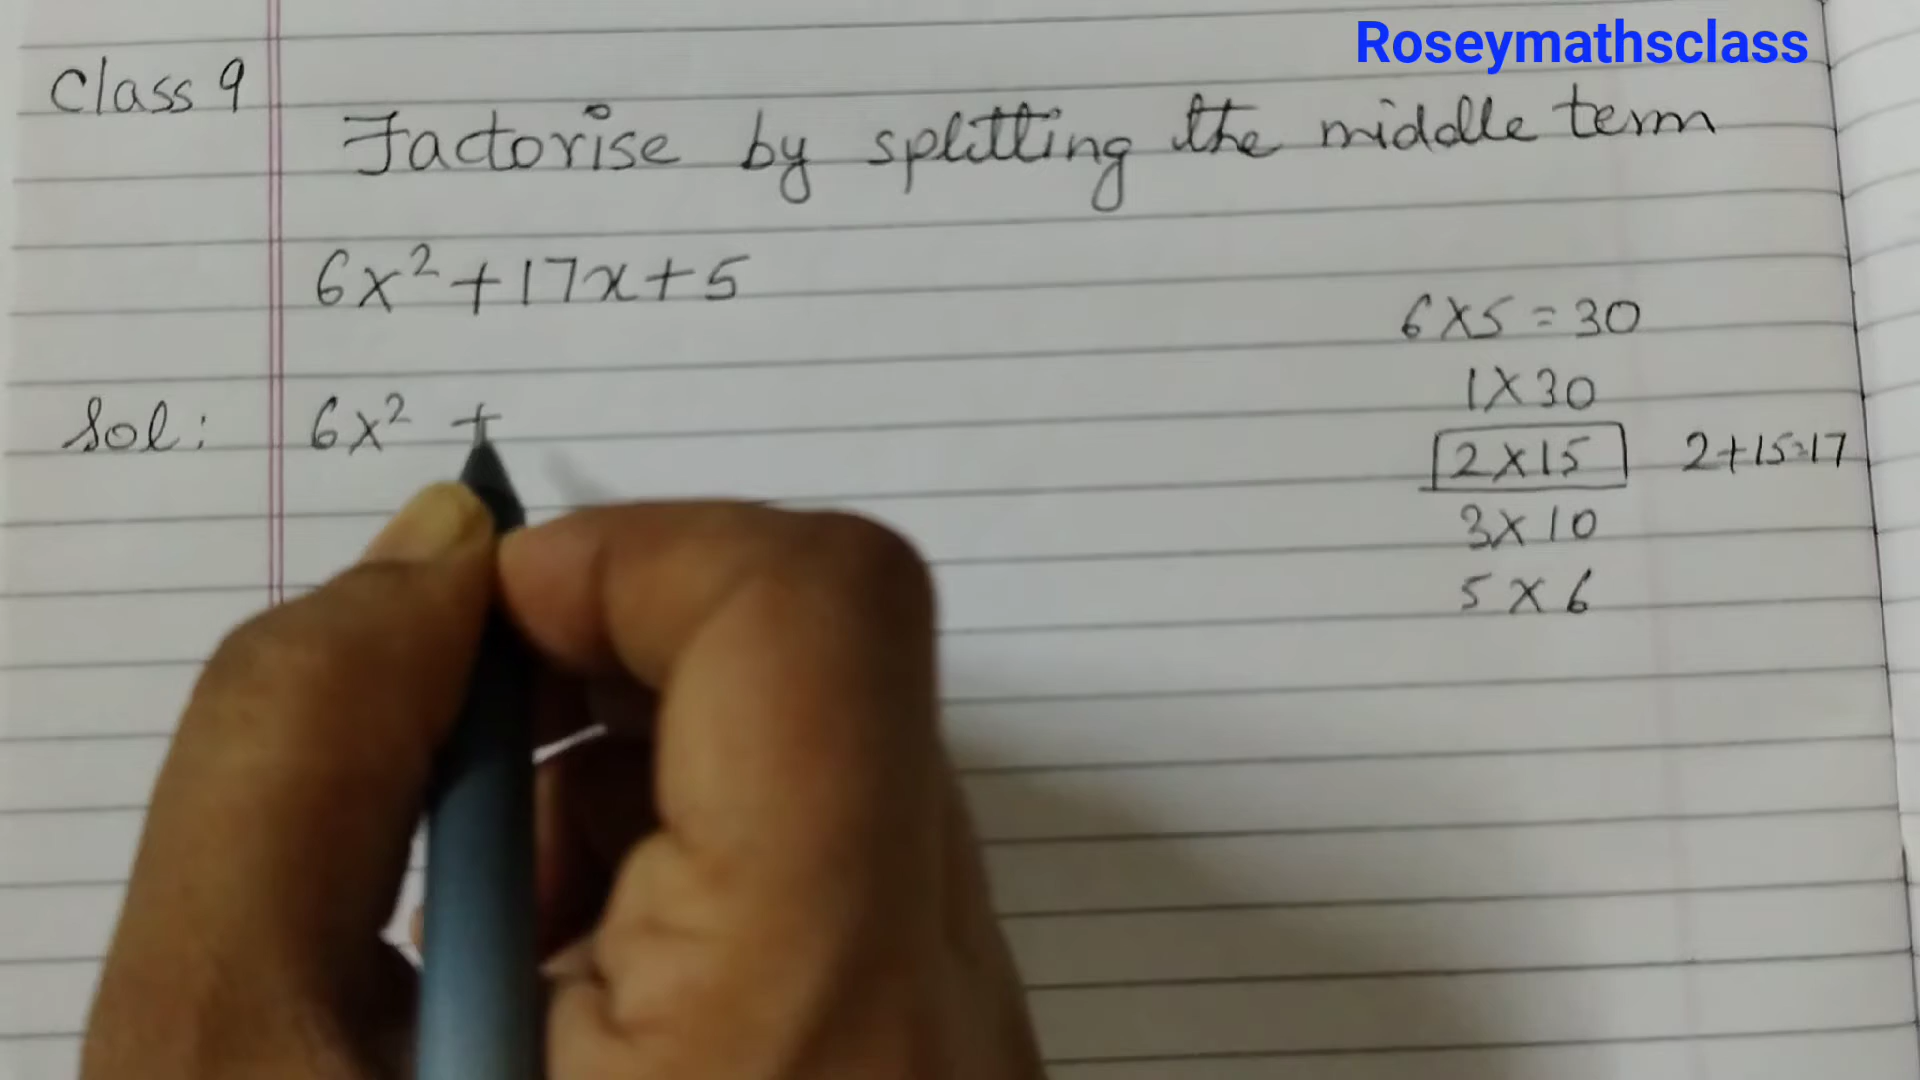 Roseymathsclass
Class 9
Factorise by splitting the middle term
6x² + 17x + 5
6 X 5 = 30
1 X 30
Sol: 6x² +
2 X 15 2 + 15 = 17
3 X 10
5 X 6